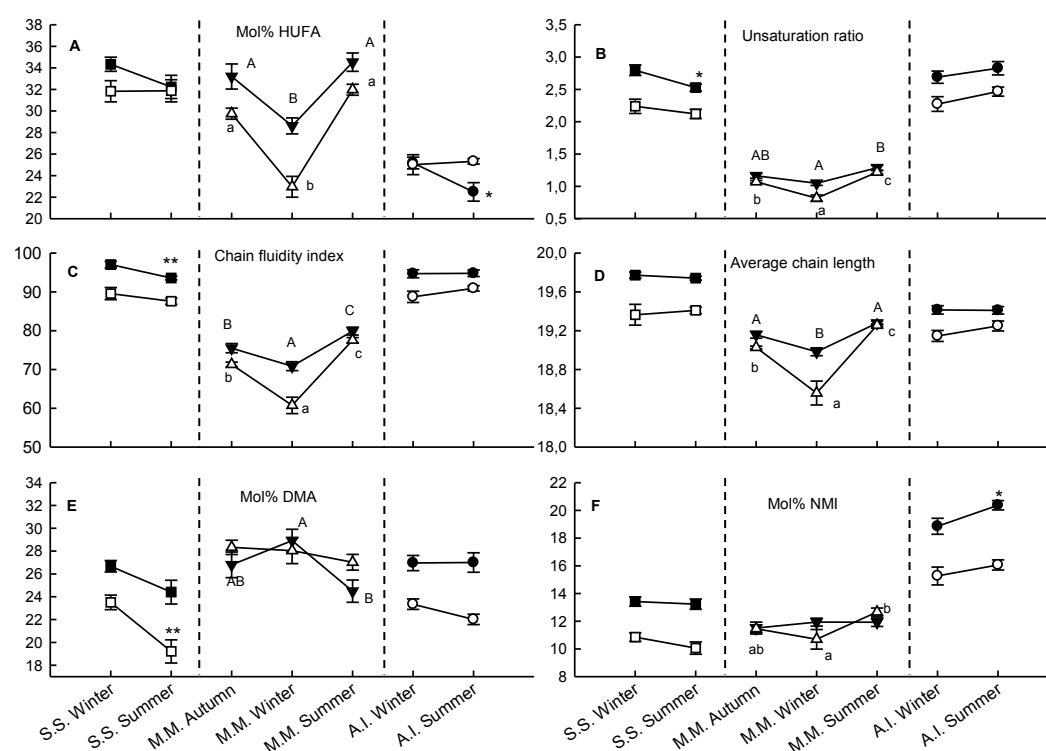 A
Mol% HUFA
38
36
34
32
30
28
26
24
22
20
A
B
A
a
b
a
*
B
Unsaturation ratio
3,5
3,0
2,5
2,0
1,5
1,0
0,5
*
AB
A
B
b
a
c
C
Chain fluidity index
100
90
80
70
60
50
**
B
A
C
b
a
c
D
Average chain length
20,0
19,6
19,2
18,8
18,4
18,0
A
B
A
b
a
c
E
Mol% DMA
34
32
30
28
26
24
22
20
18
**
AB
A
B
F
Mol% NMI
22
20
18
16
14
12
10
8
ab
a
b
*
S.S. Winter
S.S. Summer
M.M. Autumn
M.M. Winter
M.M. Summer
A.I. Winter
A.I. Summer
S.S. Winter
S.S. Summer
M.M. Autumn
M.M. Winter
M.M. Summer
A.I. Winter
A.I. Summer